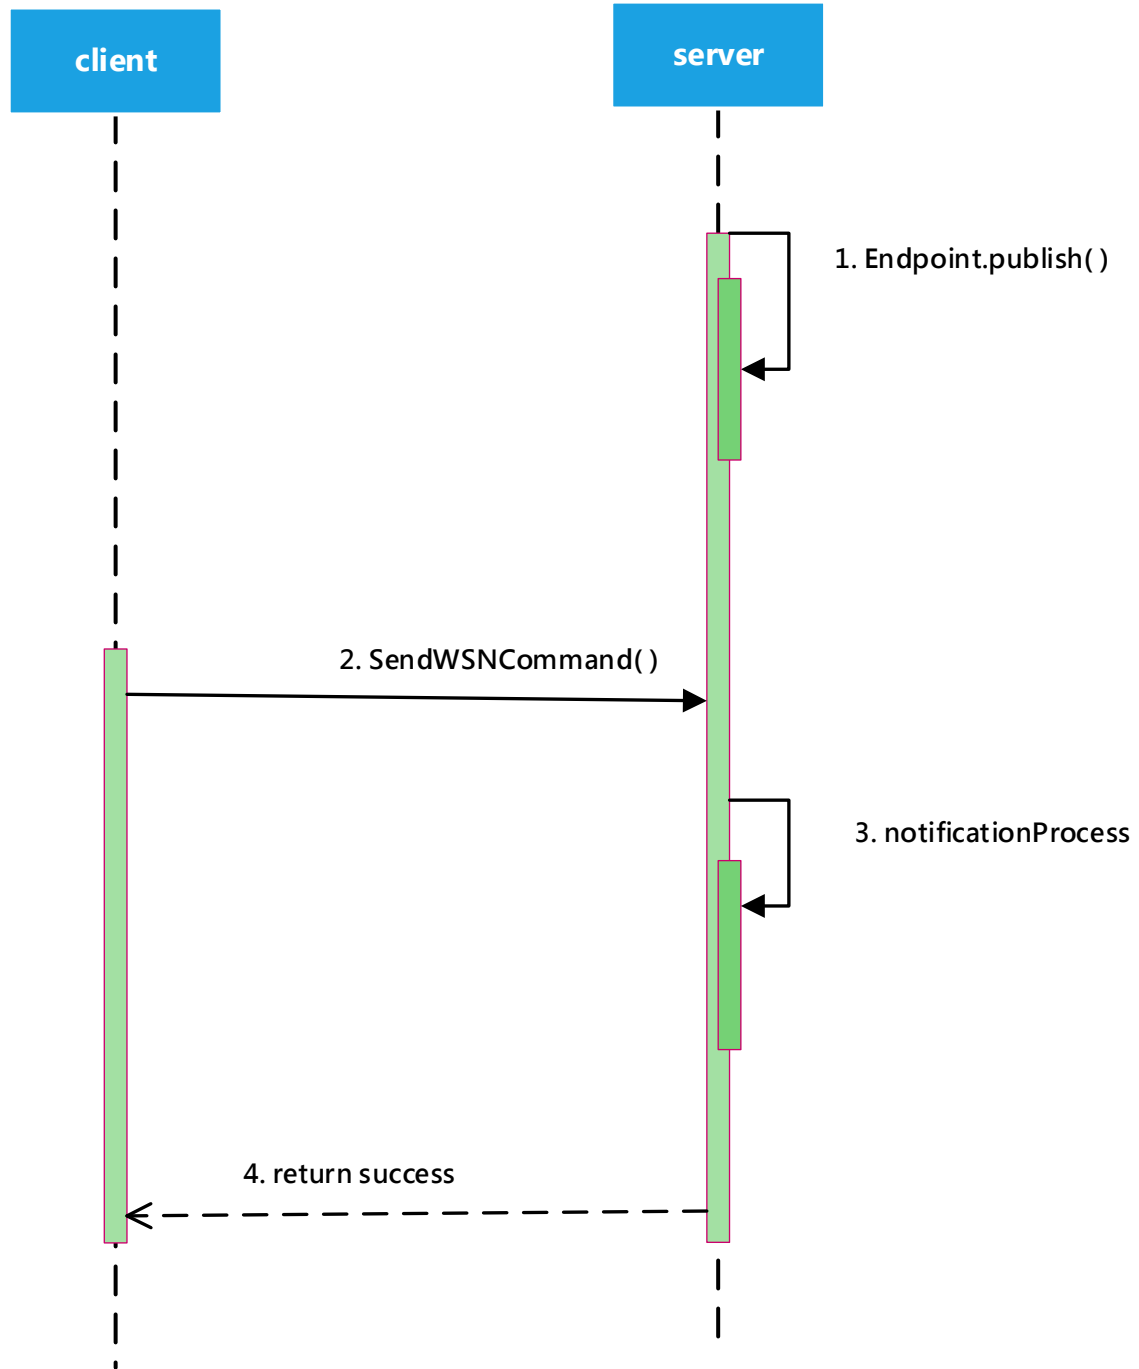 client
server
1. Endpoint.publish( )
2. SendWSNCommand( )
3. notificationProcess
4. return success